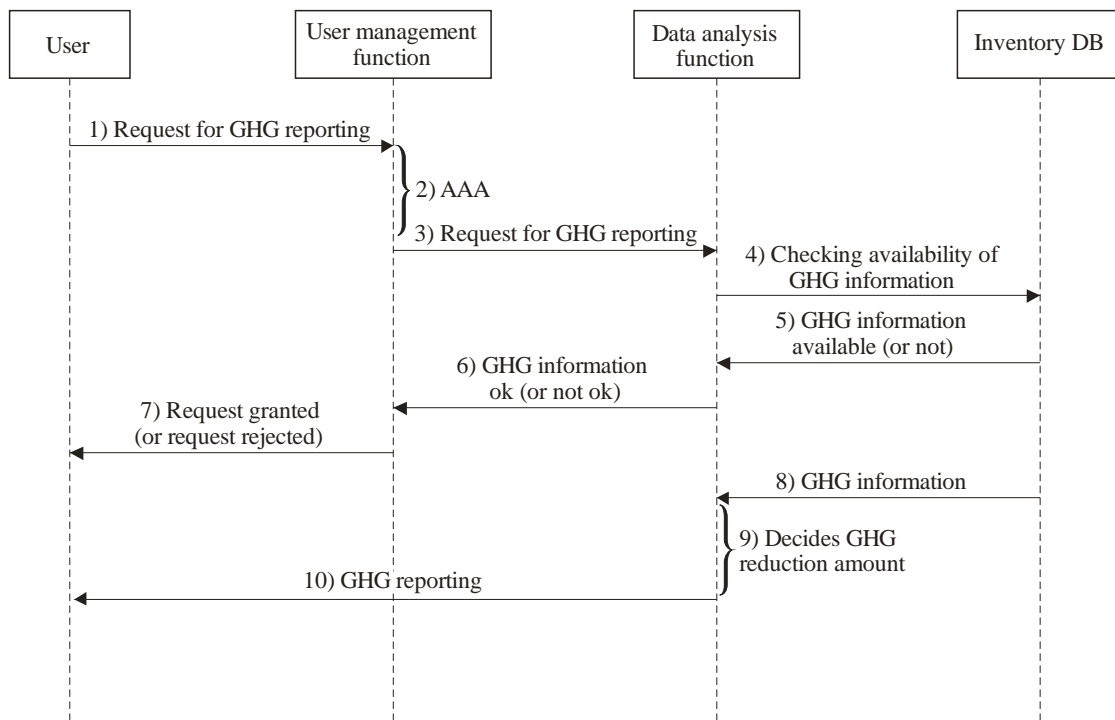 User
User management
function
Data analysis
function
Inventory DB
1) Request for GHG reporting
2) AAA
3) Request for GHG reporting
4) Checking availability of
GHG information
5) GHG information
available (or not)
6) GHG information
ok (or not ok)
7) Request granted
(or request rejected)
8) GHG information
9) Decides GHG
reduction amount
10) GHG reporting